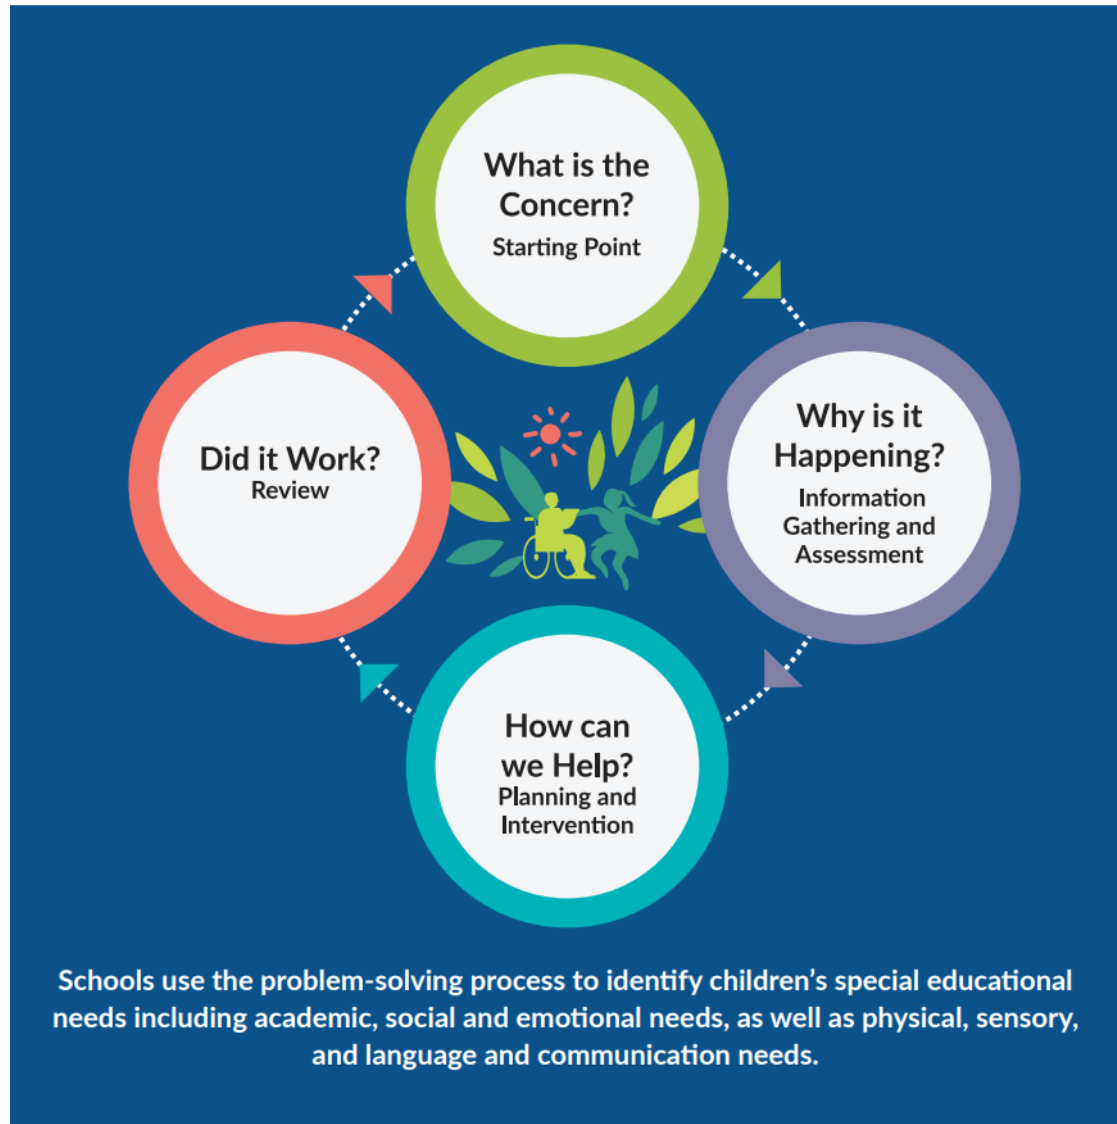 What is the
Concern?
Starting Point
Why is it
Happening?
Information
Gathering and
Assessment
How can
we Help?
Planning and
Intervention
Did it Work?
Review
Schools use the problem-solving process to identify children’s special educational
needs including academic, social and emotional needs, as well as physical, sensory,
and language and communication needs.